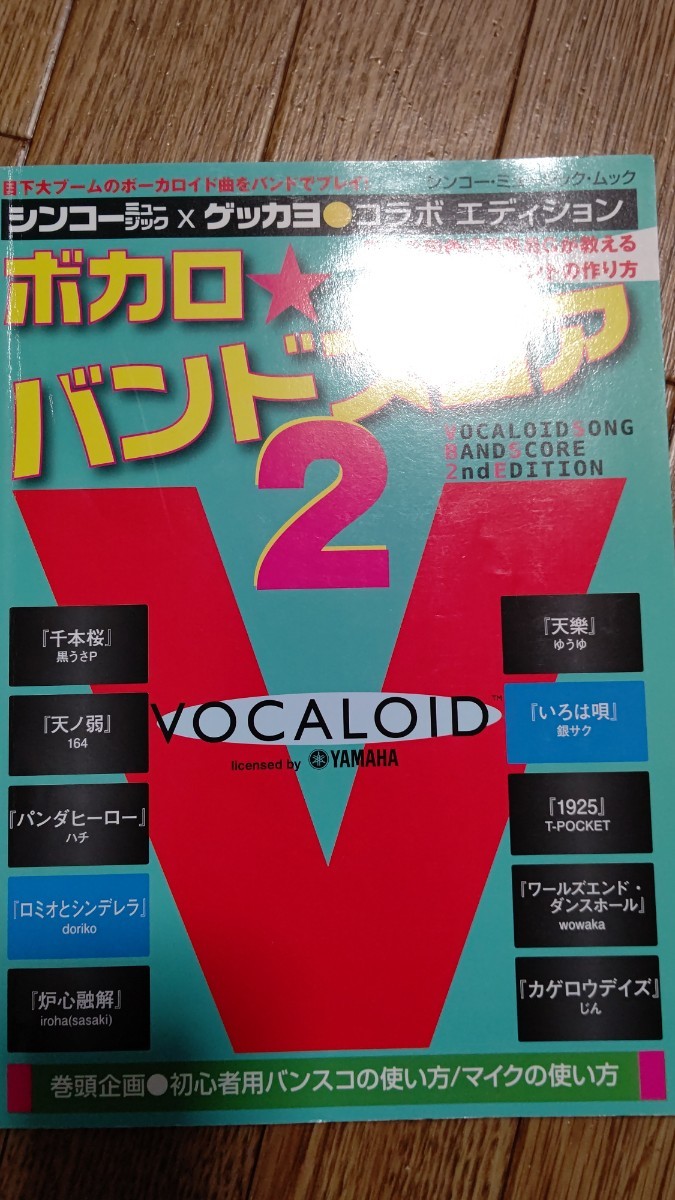 目下大ブームのボーカロイド曲をバンドでプレイ!
シンコー・ミュージック・ムック
シンコーミュージック×ゲッカヨ●コラボ エディション
が教える
の作り方
ボカロ★
バンドスコア
2
VOCALOIDSONG
BANDSCORE
2ndEDITION
『千本桜』
黒うさP
『天ノ弱』
164
『パンダヒーロー』
ハチ
『ロミオとシンデレラ』
doriko
『炉心融解』
iroha(sasaki)
VOCALOID™
licensed by YAMAHA
『天樂』
ゆうゆ
『いろは唄』
銀サク
『1925』
T-POCKET
『ワールズエンド・
ダンスホール』
wowaka
『カゲロウデイズ』
じん
巻頭企画●初心者用バンスコの使い方/マイクの使い方